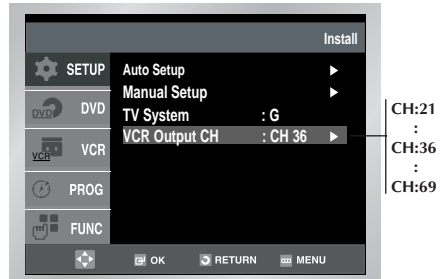 Install
SETUP
DVD
DVD
VCR
VCR
PROG
FUNC
Auto Setup
Manual Setup
TV System : G
VCR Output CH : CH 36
CH:21
:
CH:36
:
CH:69
OK RETURN MENU